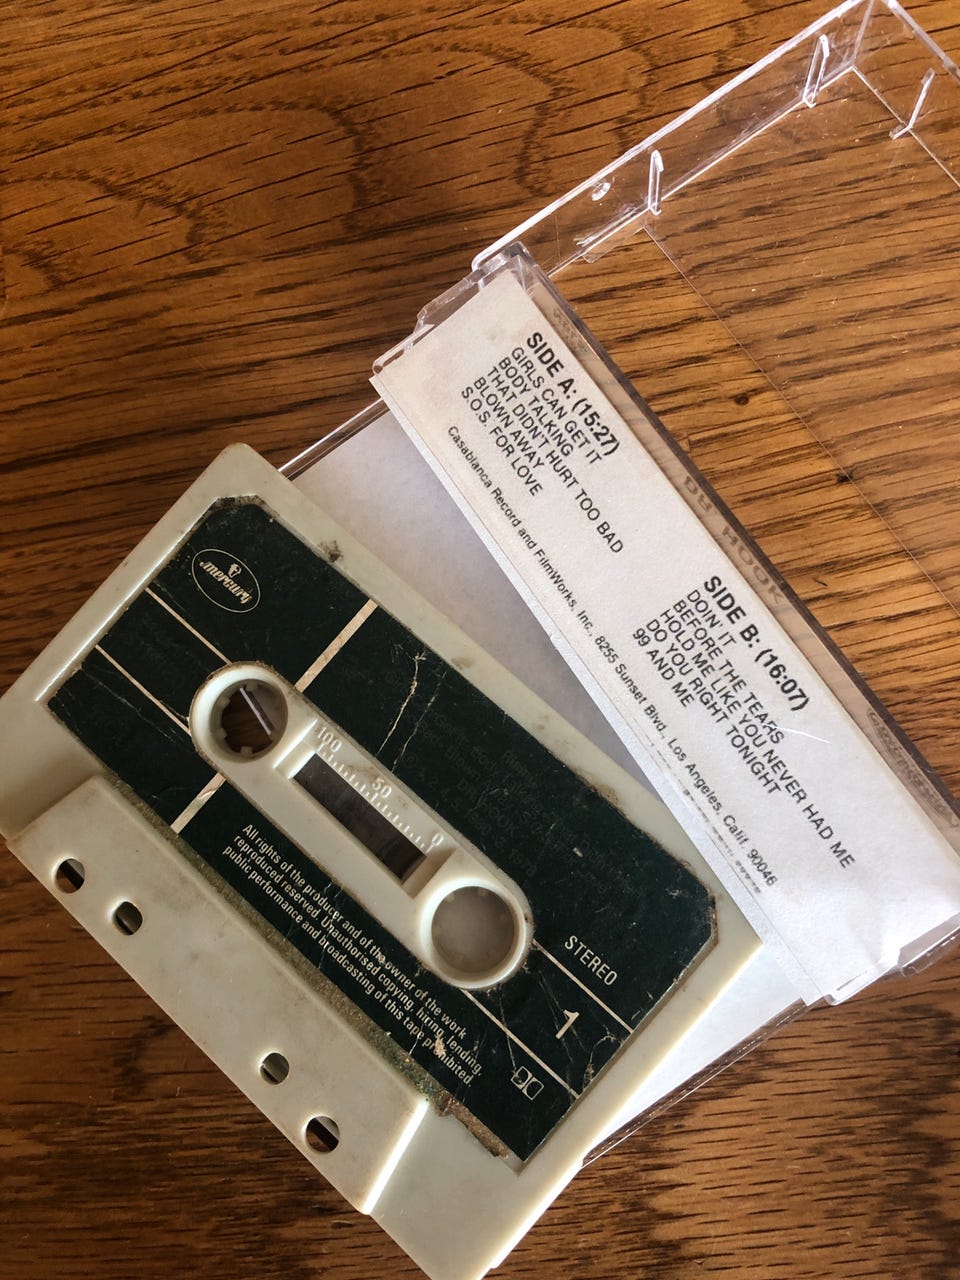 SIDE A: (15:27)
GIRLS CAN GET IT
BODY TALKING
THAT DIDN'T HURT TOO BAD
BLOWN AWAY
S.O.S. FOR LOVE
SIDE B: (16:07)
DOIN' IT
BEFORE THE TEARS
HOLD ME LIKE YOU NEVER HAD ME
DO YOU RIGHT TONIGHT
99 AND ME
Casablanca Record and FilmWorks, Inc., 8255 Sunset Blvd., Los Angeles, Calif. 90046
DR. HOOK
mercury
100
50
0
STEREO
1
All rights of the producer and of the owner of the work
reproduced reserved. Unauthorised copying, hiring, lending,
public performance and broadcasting of this tape prohibited.